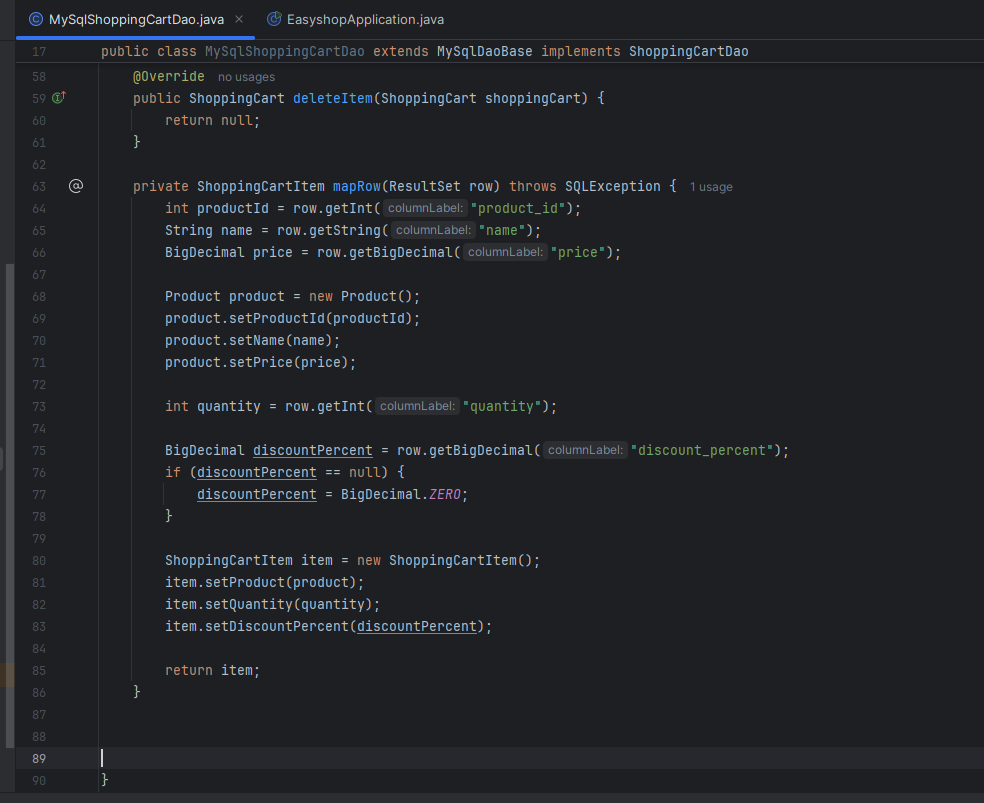 MySqlShoppingCartDao.java × EasyshopApplication.java
17 public class MySqlShoppingCartDao extends MySqlDaoBase implements ShoppingCartDao
58 @Override no usages
59 public ShoppingCart deleteItem(ShoppingCart shoppingCart) {
60 return null;
61 }
62
63 @ private ShoppingCartItem mapRow(ResultSet row) throws SQLException { 1 usage
64 int productId = row.getInt( columnLabel: "product_id");
65 String name = row.getString( columnLabel: "name");
66 BigDecimal price = row.getBigDecimal( columnLabel: "price");
67
68 Product product = new Product();
69 product.setProductId(productId);
70 product.setName(name);
71 product.setPrice(price);
72
73 int quantity = row.getInt( columnLabel: "quantity");
74
75 BigDecimal discountPercent = row.getBigDecimal( columnLabel: "discount_percent");
76 if (discountPercent == null) {
77 discountPercent = BigDecimal.ZERO;
78 }
79
80 ShoppingCartItem item = new ShoppingCartItem();
81 item.setProduct(product);
82 item.setQuantity(quantity);
83 item.setDiscountPercent(discountPercent);
84
85 return item;
86 }
87
88
89
90 }